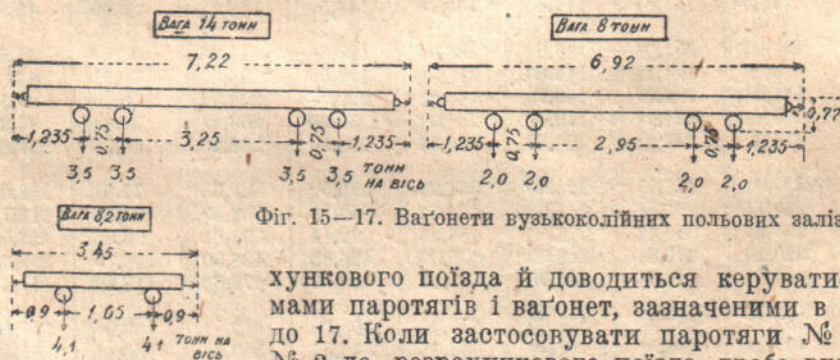 Вага 14 тонн
Вага 8 тонн
7,22
6,92
1,235 0,75 3,25 0,75 1,235
1,235 0,75 2,95 0,75 1,235 0,77
3,5 3,5 3,5 3,5 тонн на вісь
2,0 2,0 2,0 2,0
Фіг. 15—17. Ваґонети вузькоколійних польових заліз
Вага 8,2 тонн
3,45
0,9 1,65 0,9
4,1 4,1 тонн на вісь
хункового поїзда й доводиться керувати
мами паротягів і ваґонет, зазначеними в
до 17. Коли застосовувати паротяги №